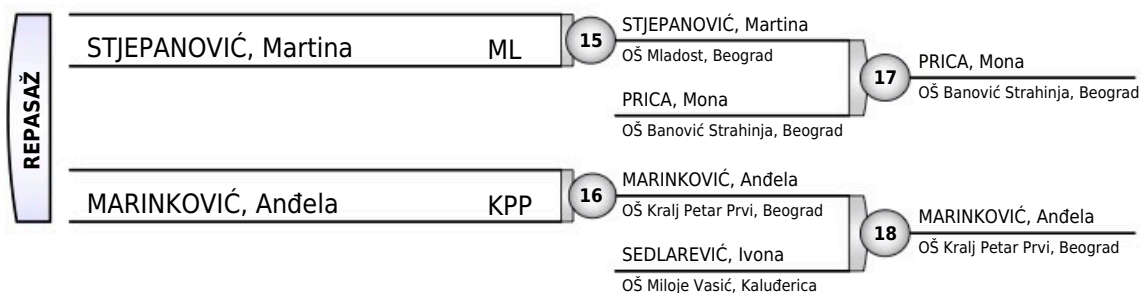 REPASAŽ
STJEPANOVIĆ, Martina ML
15
STJEPANOVIĆ, Martina
OŠ Mladost, Beograd
PRICA, Mona
OŠ Banović Strahinja, Beograd
17
PRICA, Mona
OŠ Banović Strahinja, Beograd
MARINKOVIĆ, Anđela KPP
16
MARINKOVIĆ, Anđela
OŠ Kralj Petar Prvi, Beograd
SEDLAREVIĆ, Ivona
OŠ Miloje Vasić, Kaluđerica
18
MARINKOVIĆ, Anđela
OŠ Kralj Petar Prvi, Beograd